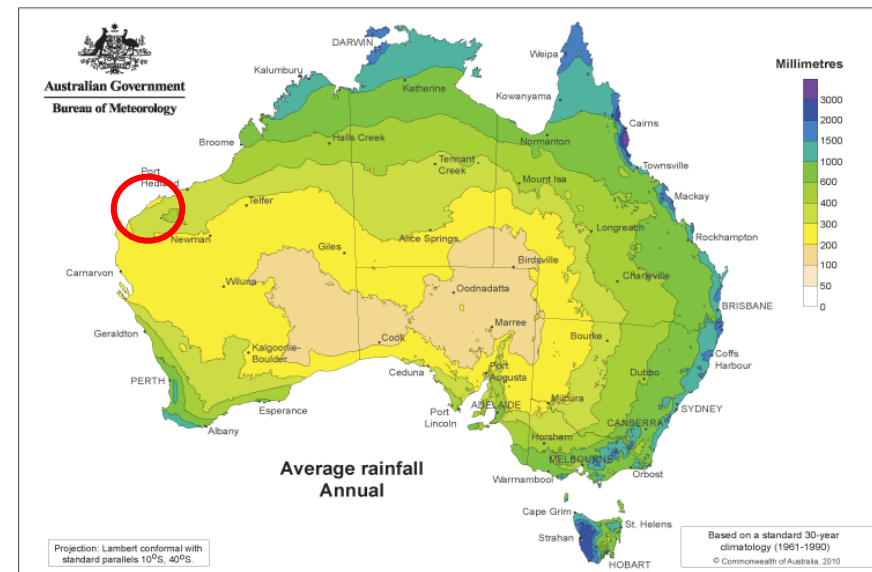 Australian Government
Bureau of Meteorology
Average rainfall
Annual
Projection: Lambert conformal with
standard parallels 10°S, 40°S.
Based on a standard 30-year
climatology (1961-1990)
© Commonwealth of Australia, 2010
Millimetres
3000
2000
1500
1000
600
400
300
200
100
50
0
DARWIN
Weipa
Kalumburu
Katherine
Kowanyama
Cairns
Broome
Halls Creek
Normanton
Port
Hedland
Tennant
Creek
Townsville
Mount Isa
Mackay
Telfer
Newman
Giles
Alice Springs
Longreach
Rockhampton
Carnarvon
Wiluna
Birdsville
Oodnadatta
Charleville
BRISBANE
Geraldton
Kalgoorlie-
Boulder
Cook
Marree
Bourke
Coffs
Harbour
PERTH
Ceduna
Port
Augusta
Dubbo
Esperance
Albany
Port
Lincoln
ADELAIDE
Mildura
SYDNEY
CANBERRA
Horsham
MELBOURNE
Warrnambool
Orbost
Cape Grim
St. Helens
Strahan
HOBART